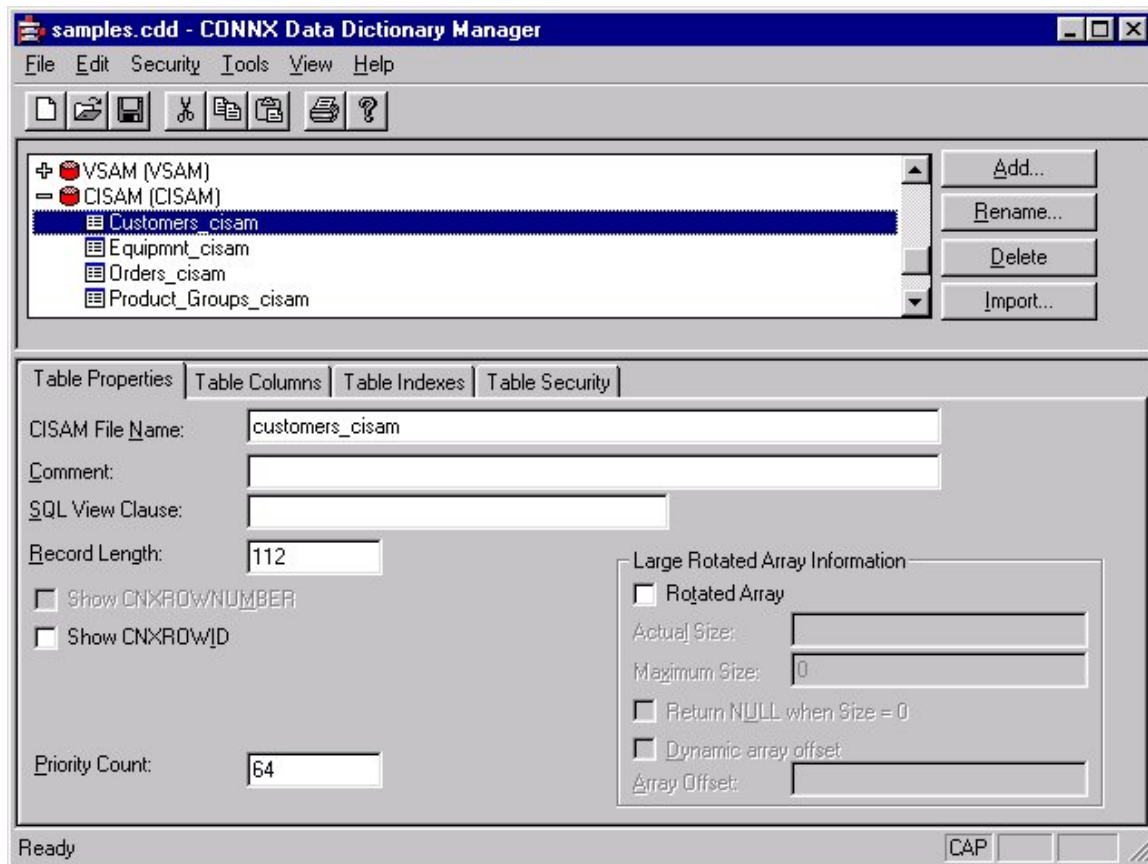 samples.cdd - CONNX Data Dictionary Manager
File Edit Security Tools View Help
VSAM (VSAM)
CISAM (CISAM)
Customers_cisam
Equipmnt_cisam
Orders_cisam
Product_Groups_cisam
Add...
Rename...
Delete
Import...
Table Properties Table Columns Table Indexes Table Security
CISAM File Name: customers_cisam
Comment:
SQL View Clause:
Record Length: 112
Show CNXROWNUMBER
Show CNXROWID
Priority Count: 64
Large Rotated Array Information
Rotated Array
Actual Size:
Maximum Size: 0
Return NULL when Size = 0
Dynamic array offset
Array Offset:
Ready CAP